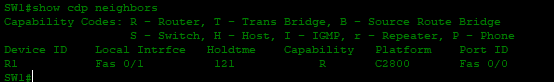 SW1#show cdp neighbors
Capability Codes: R - Router, T - Trans Bridge, B - Source Route Bridge
S - Switch, H - Host, I - IGMP, r - Repeater, P - Phone
Device ID Local Intrfce Holdtme Capability Platform Port ID
R1 Fas 0/1 121 R C2800 Fas 0/0
SW1#